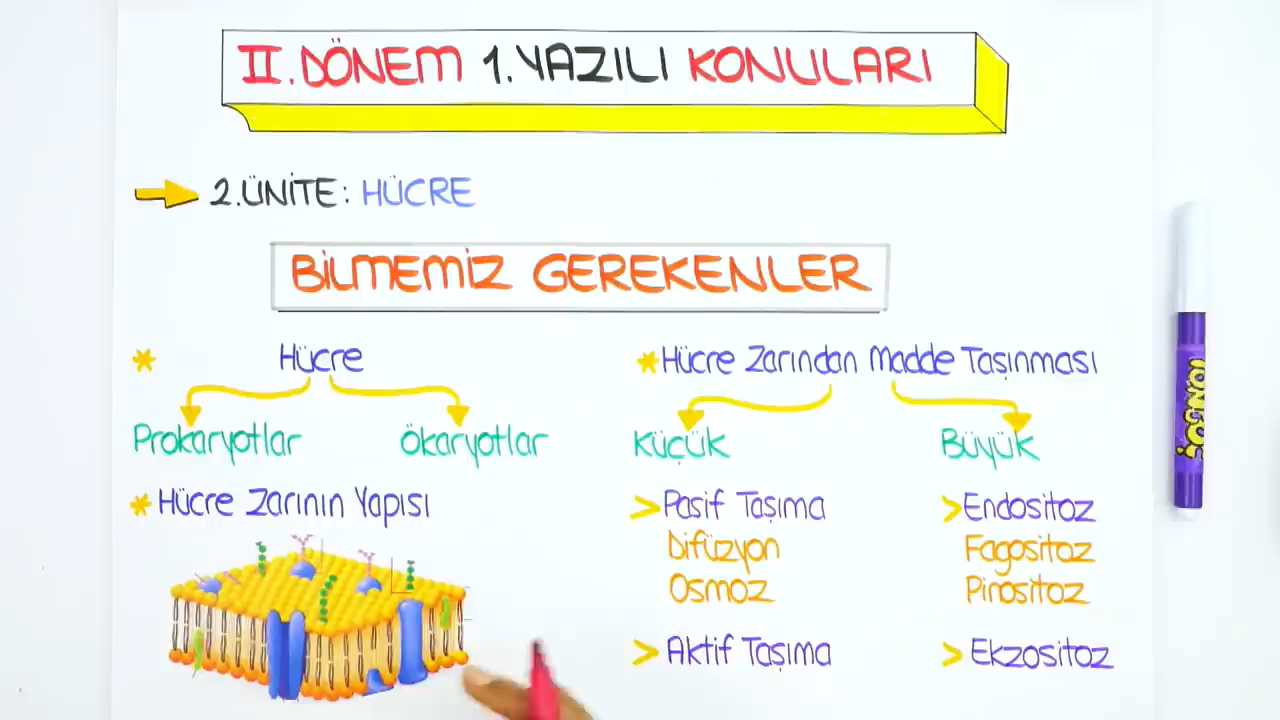 II. DÖNEM 1. YAZILI KONULARI
2. ÜNİTE: HÜCRE
BİLMEMİZ GEREKENLER
* Hücre
Prokaryotlar
Ökaryotlar
* Hücre Zarının Yapısı
* Hücre Zarından Madde Taşınması
Küçük
Büyük
> Pasif Taşıma
Difüzyon
Osmoz
> Aktif Taşıma
> Endositoz
Fagositoz
Pinositoz
> Ekzositoz